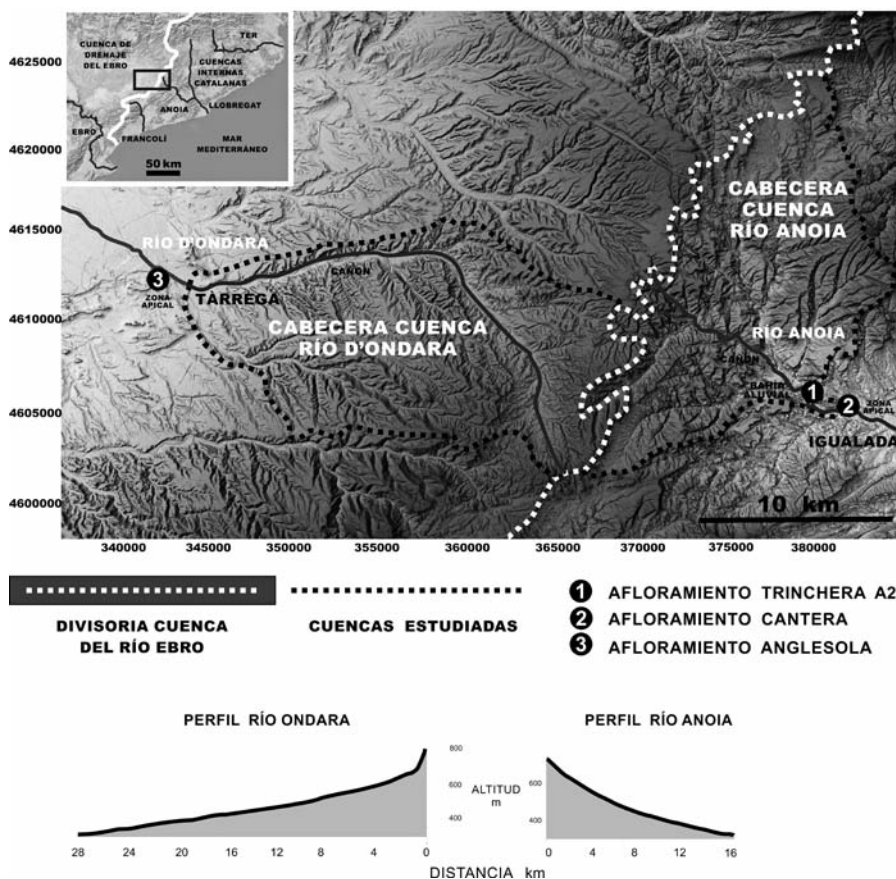 4625000
4620000
4615000
4610000
4605000
4600000
CUENCA DE
DRENAJE
DEL EBRO
TER
CUENCAS
INTERNAS
CATALANAS
ANOIA
LLOBREGAT
EBRO
FRANCOLÍ
MAR
MEDITERRÁNEO
50 km
CABECERA
CUENCA
RÍO ANOIA
RÍO D'ONDARA
3
ZONA
APICAL
TÀRREGA
CAÑON
CABECERA CUENCA
RÍO D'ONDARA
RÍO ANOIA
CAÑON
BAHIA
ALUVIAL
1
2
ZONA
APICAL
IGUALADA
10 km
340000 345000 350000 355000 360000 365000 370000 375000 380000
DIVISORIA CUENCA
DEL RÍO EBRO
CUENCAS ESTUDIADAS
1 AFLORAMIENTO TRINCHERA A2
2 AFLORAMIENTO CANTERA
3 AFLORAMIENTO ANGLESOLA
PERFIL RÍO ONDARA
PERFIL RÍO ANOIA
800
600
400
ALTITUD
m
600
400
28 24 20 16 12 8 4 0
0 4 8 12 16
DISTANCIA km